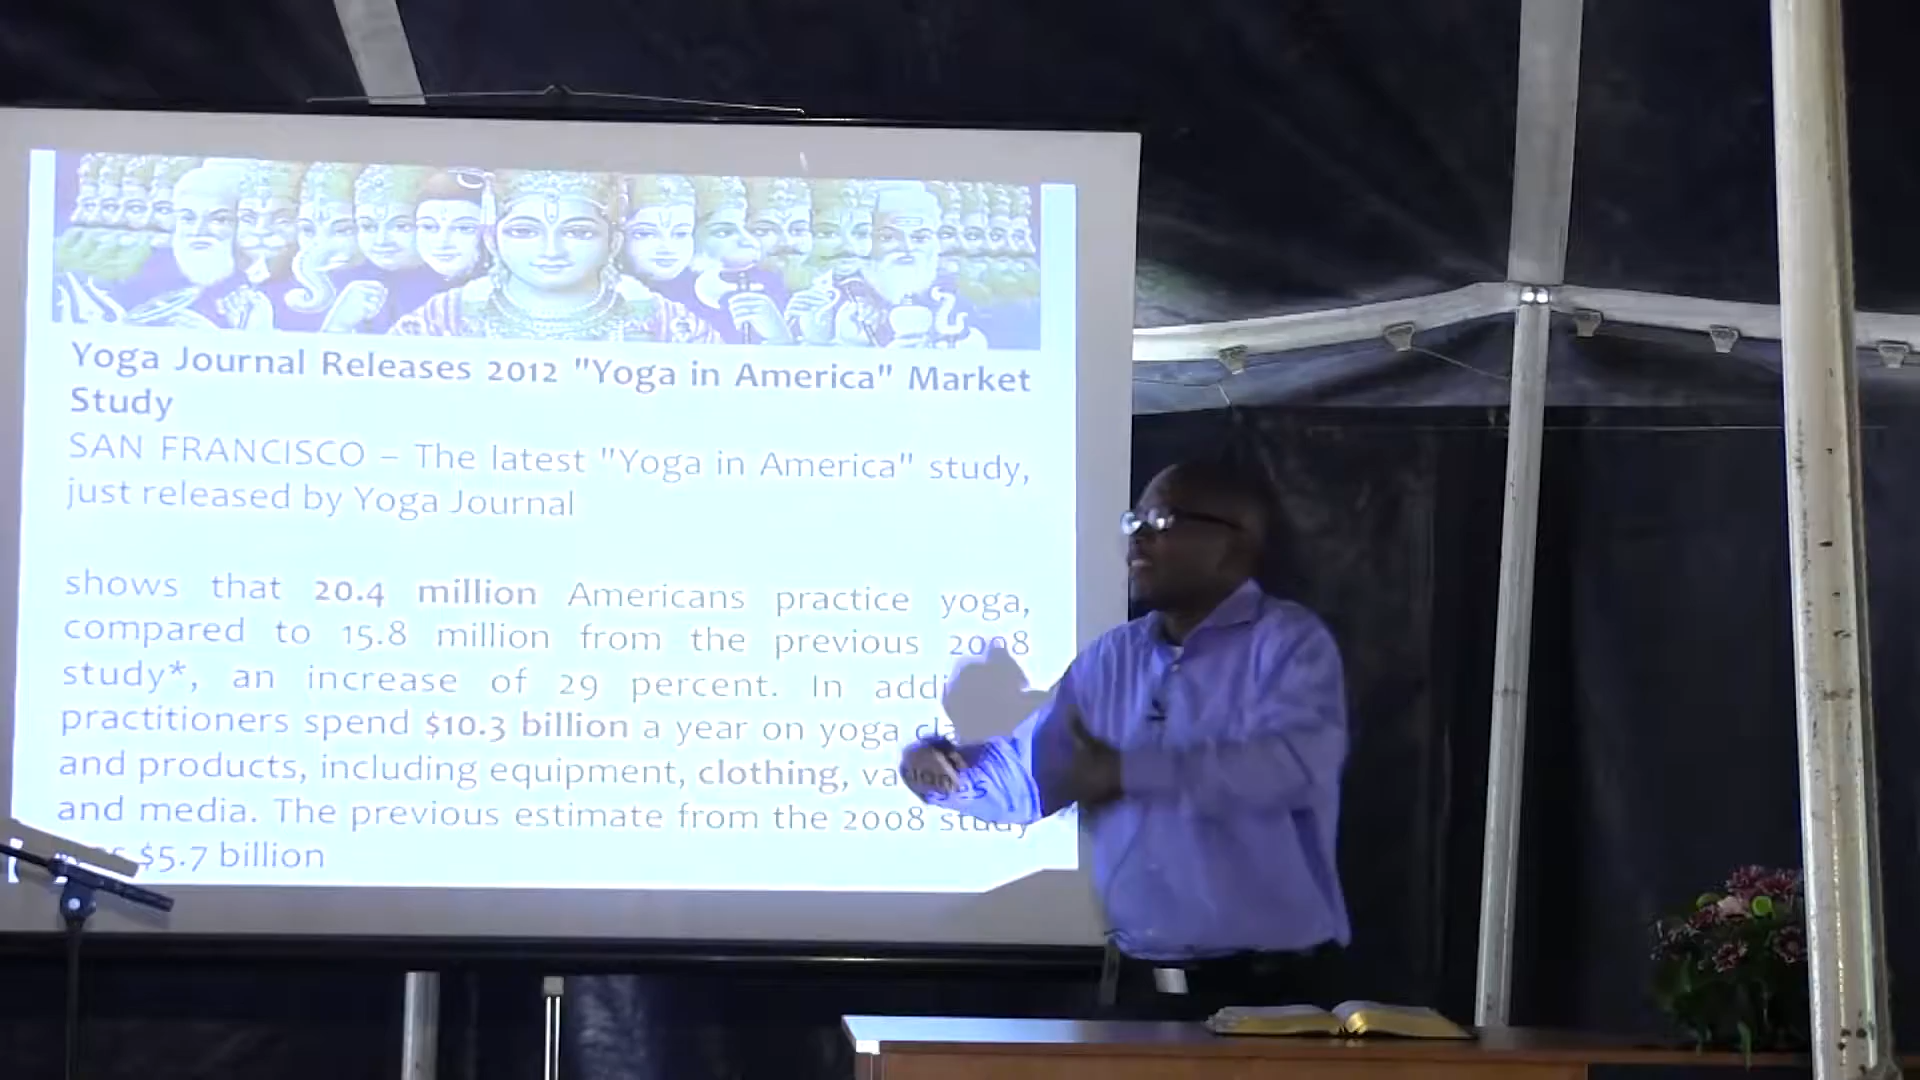 Yoga Journal Releases 2012 "Yoga in America" Market
Study
SAN FRANCISCO – The latest "Yoga in America" study,
just released by Yoga Journal
shows that 20.4 million Americans practice yoga,
compared to 15.8 million from the previous 2008
study*, an increase of 29 percent. In
practitioners spend $10.3 billion a year on yoga
and products, including equipment, clothing,
and media. The previous estimate from the 2008 study
$5.7 billion